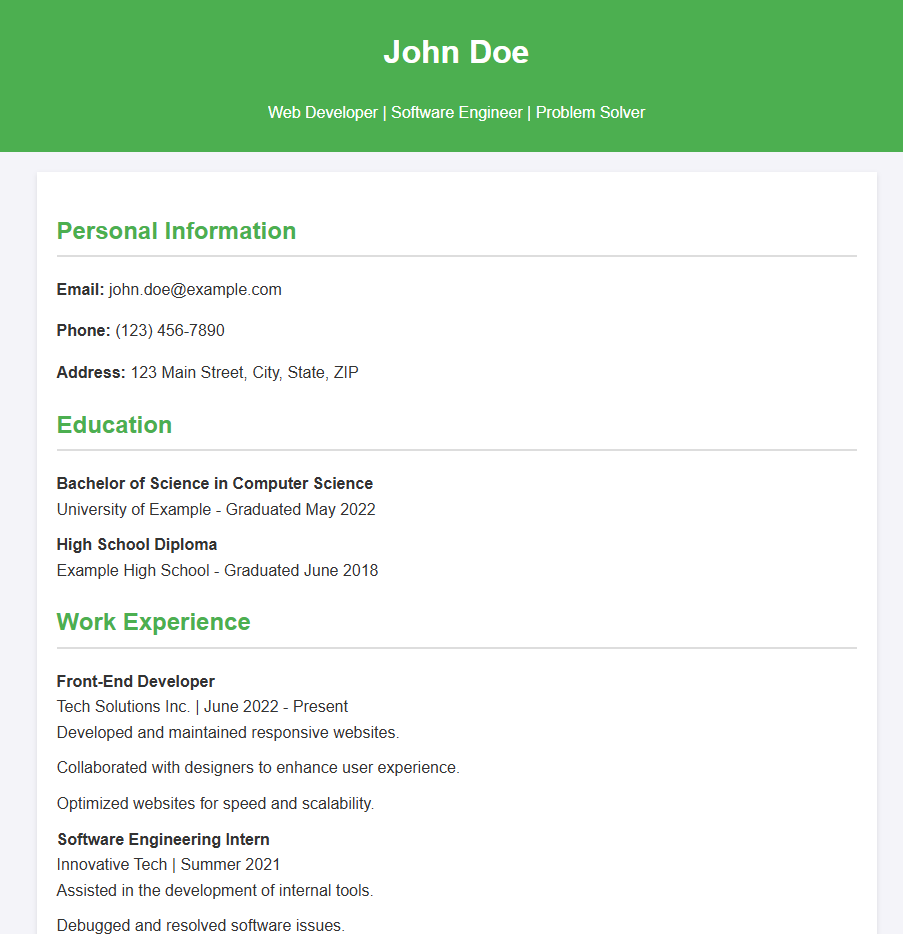 John Doe
Web Developer | Software Engineer | Problem Solver
Personal Information
Email: john.doe@example.com
Phone: (123) 456-7890
Address: 123 Main Street, City, State, ZIP
Education
Bachelor of Science in Computer Science
University of Example - Graduated May 2022
High School Diploma
Example High School - Graduated June 2018
Work Experience
Front-End Developer
Tech Solutions Inc. | June 2022 - Present
Developed and maintained responsive websites.
Collaborated with designers to enhance user experience.
Optimized websites for speed and scalability.
Software Engineering Intern
Innovative Tech | Summer 2021
Assisted in the development of internal tools.
Debugged and resolved software issues.